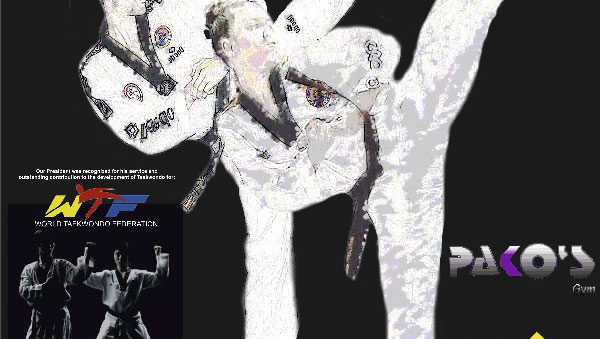 Our President was recognized for his service and
outstanding contribution to the development of Taekwondo for:
WTF
WORLD TAEKWONDO FEDERATION
PAKO'S
Gym